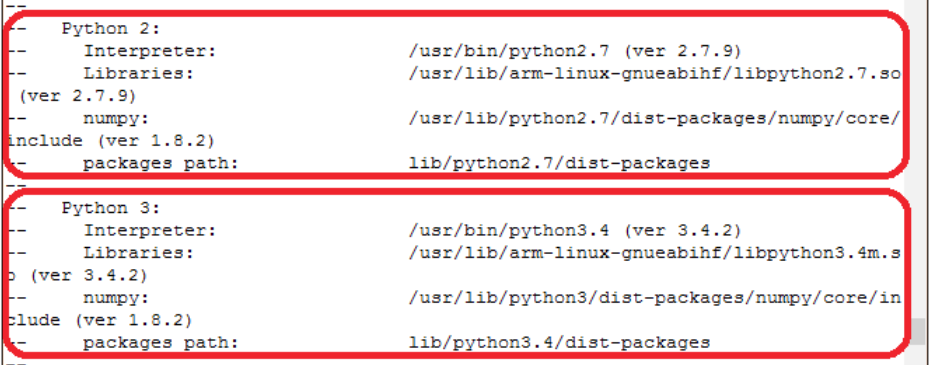 --
-- Python 2:
-- Interpreter: /usr/bin/python2.7 (ver 2.7.9)
-- Libraries: /usr/lib/arm-linux-gnueabihf/libpython2.7.so
(ver 2.7.9)
-- numpy: /usr/lib/python2.7/dist-packages/numpy/core/
include (ver 1.8.2)
-- packages path: lib/python2.7/dist-packages
--
-- Python 3:
-- Interpreter: /usr/bin/python3.4 (ver 3.4.2)
-- Libraries: /usr/lib/arm-linux-gnueabihf/libpython3.4m.s
o (ver 3.4.2)
-- numpy: /usr/lib/python3/dist-packages/numpy/core/in
clude (ver 1.8.2)
-- packages path: lib/python3.4/dist-packages
--